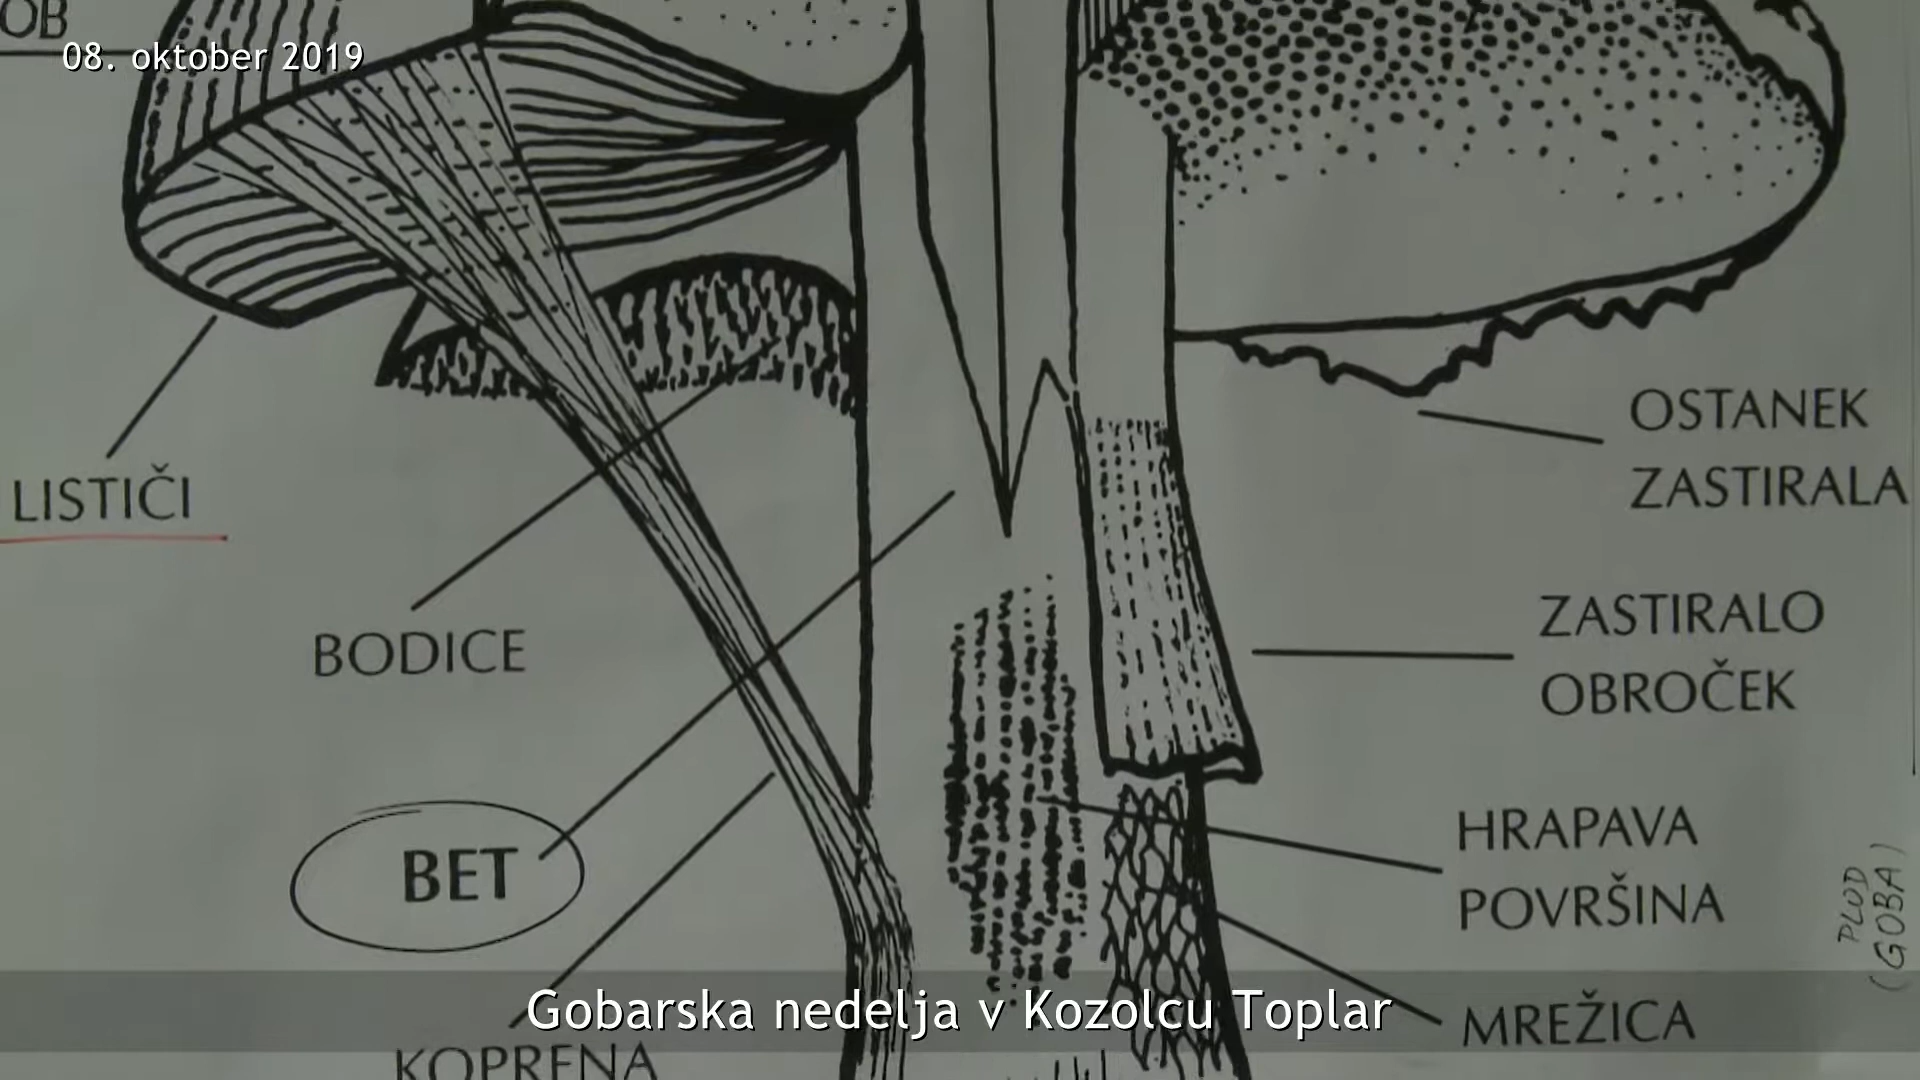 OB
08. oktober 2019
OSTANEK
ZASTIRALA
LISTIČI
BODICE
ZASTIRALO
OBROČEK
HRAPAVA
POVRŠINA
BET
PLOD
(GOBA)
MREŽICA
Gobarska nedelja v Kozolcu Toplar
KOPRENA